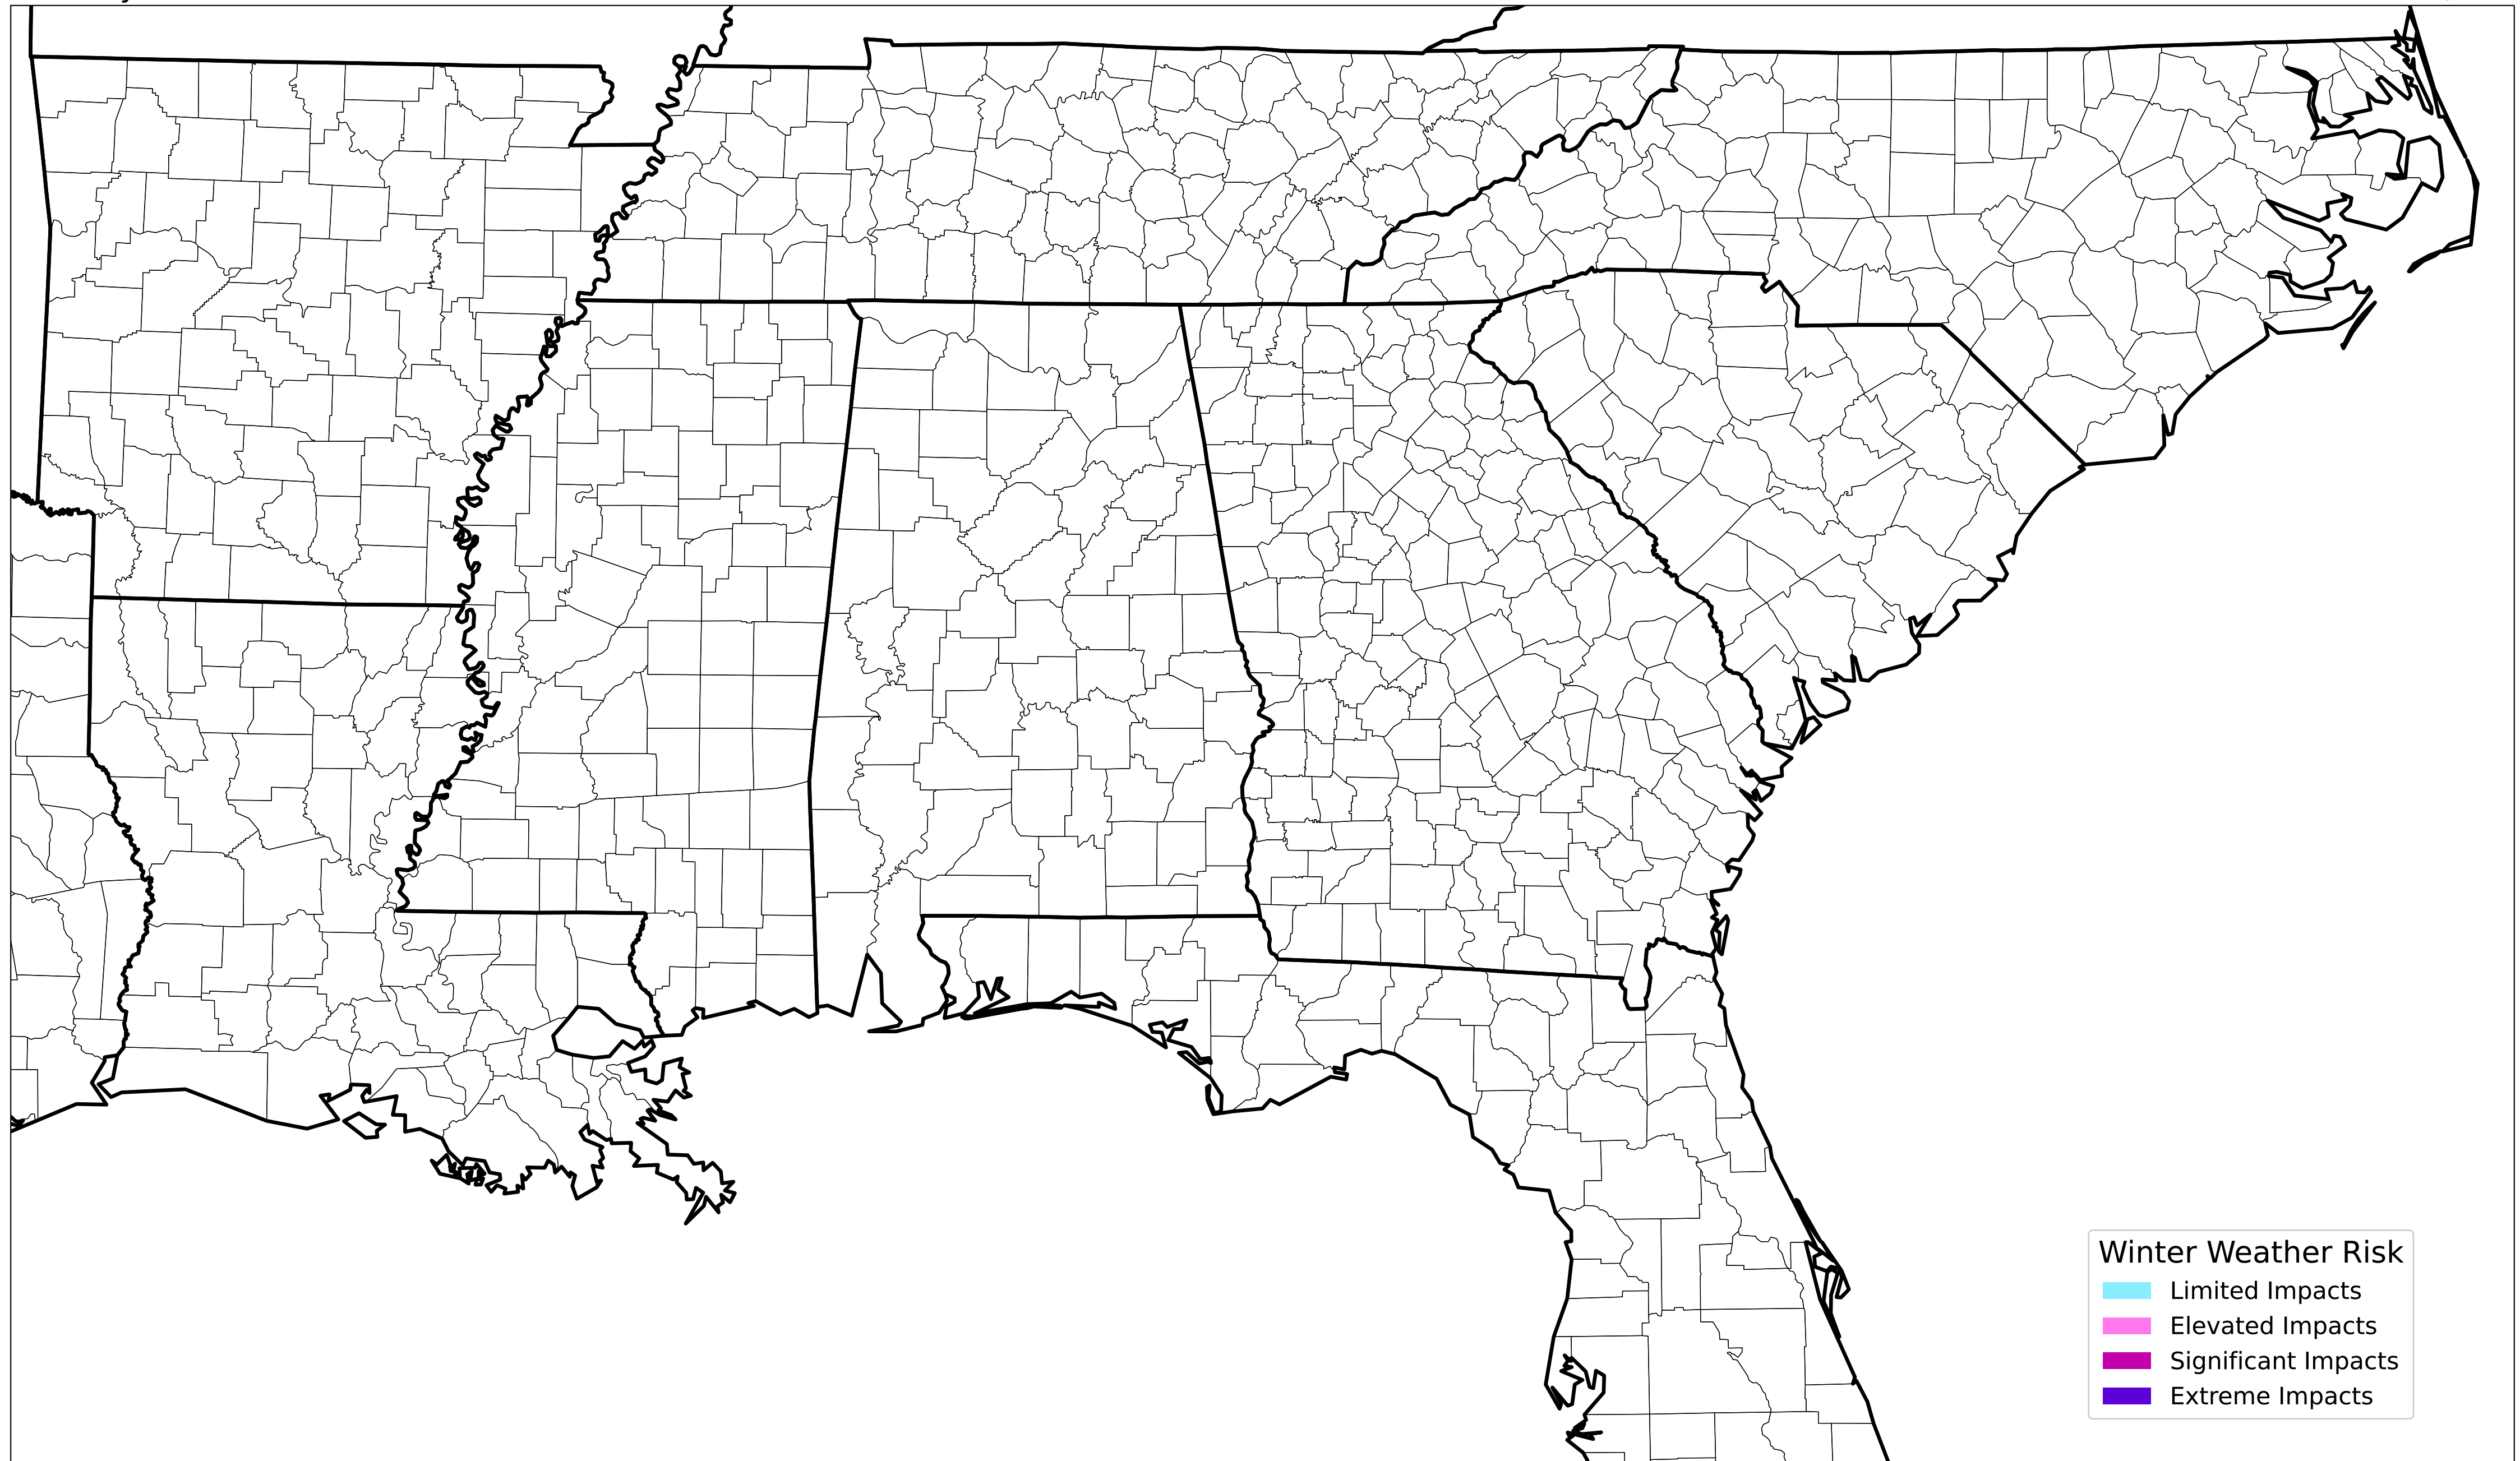 Winter Weather Risk
Limited Impacts
Elevated Impacts
Significant Impacts
Extreme Impacts